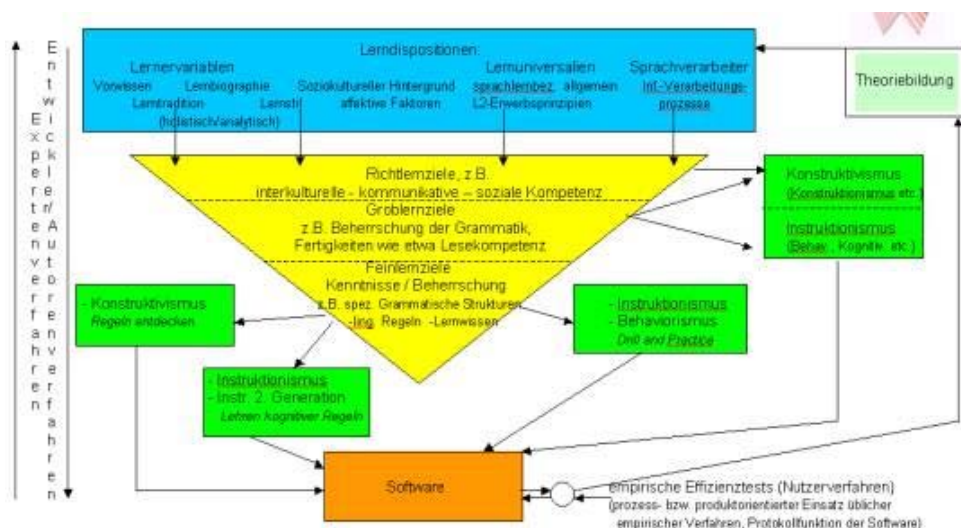 Expertenverfahren
Entwickler/Autorenverfahren
Lerndispositionen:
Lernervariablen
Lernuniversalien
Sprachverarbeiter
Vorwissen Lernbiographie Soziokultureller Hintergrund sprachlernbez. allgemein Inf.-Verarbeitungs-
Lerntradition Lernstil affektive Faktoren L2-Erwerbsprinzipien prozesse
(holistisch/analytisch)
Theoriebildung
Richtlernziele, z.B.
interkulturelle - kommunikative – soziale Kompetenz
Groblernziele
z.B. Beherrschung der Grammatik,
Fertigkeiten wie etwa Lesekompetenz
Feinlernziele
Kenntnisse / Beherrschung
z.B. spez. Grammatische Strukturen
-ling. Regeln -Lernwissen
Konstruktivismus
(Konstruktionismus etc.)
Instruktionismus
(Behav., Kognitiv. etc.)
- Konstruktivismus
Regeln entdecken
- Instruktionismus
- Behaviorismus
Drill and Practice
- Instruktionismus
- Instr. 2. Generation
Lehren kognitiver Regeln
Software
empirische Effizienztests (Nutzerverfahren)
(prozess- bzw. produktorientierter Einsatz üblicher
empirischer Verfahren, Protokollfunktion der Software)